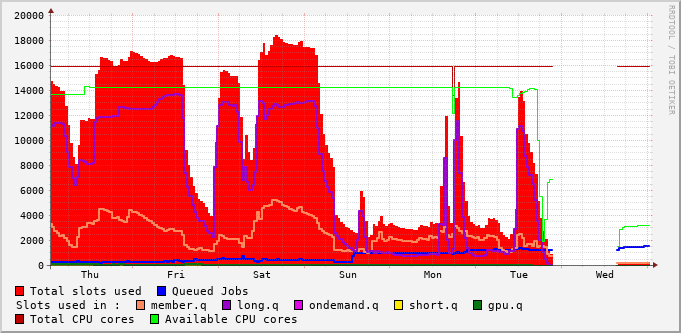 20000
18000
16000
14000
12000
10000
8000
6000
4000
2000
0
Thu Fri Sat Sun Mon Tue Wed
RRDTOOL / TOBI OETIKER
Total slots used Queued Jobs
Slots used in : member.q long.q ondemand.q short.q gpu.q
Total CPU cores Available CPU cores